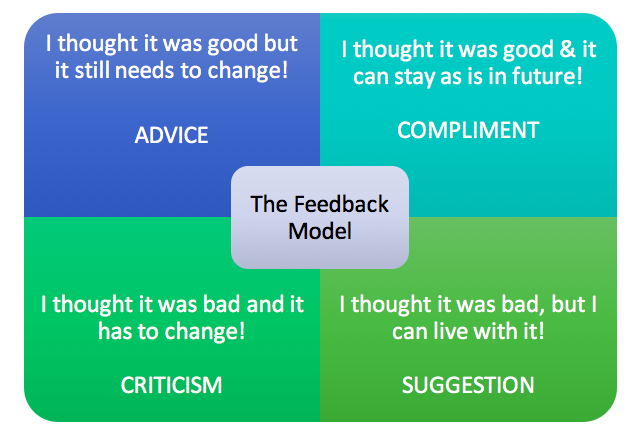 I thought it was good but
it still needs to change!
ADVICE
I thought it was good & it
can stay as is in future!
COMPLIMENT
The Feedback
Model
I thought it was bad and it
has to change!
CRITICISM
I thought it was bad, but I
can live with it!
SUGGESTION